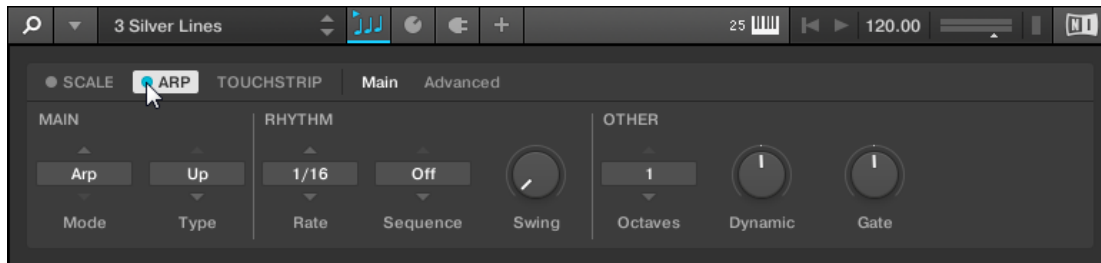 3 Silver Lines 25 120.00 NI
SCALE ARP TOUCHSTRIP Main Advanced
MAIN RHYTHM OTHER
Arp Up 1/16 Off 1
Mode Type Rate Sequence Swing Octaves Dynamic Gate